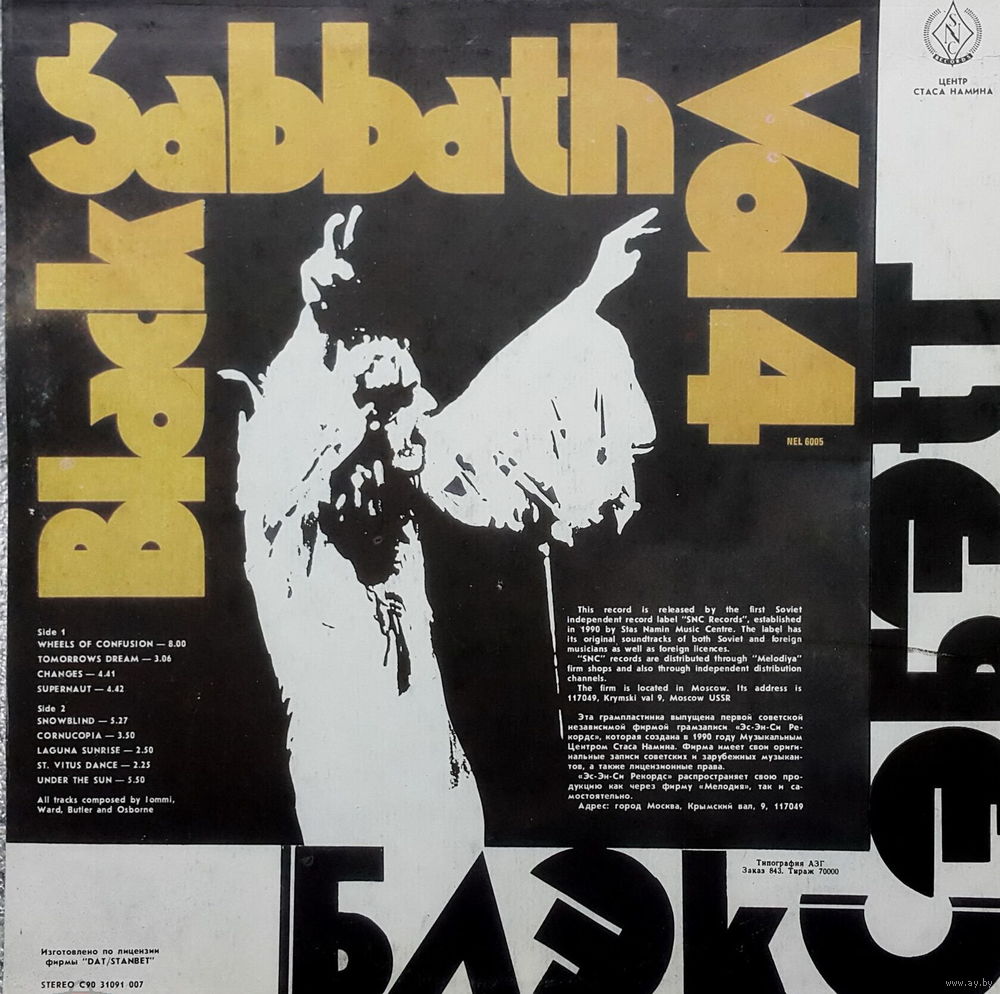 Black
Sabbath
Vol 4
NEL 6005
SNC
RECORDS
ЦЕНТР
СТАСА НАМИНА
Side 1
WHEELS OF CONFUSION — 8.00
TOMORROWS DREAM — 3.06
CHANGES — 4.41
SUPERNAUT — 4.42
Side 2
SNOWBLIND — 5.27
CORNUCOPIA — 3.50
LAGUNA SUNRISE — 2.50
ST. VITUS DANCE — 2.25
UNDER THE SUN — 5.50
All tracks composed by Iommi,
Ward, Butler and Osborne
This record is released by the first Soviet
independent record label "SNC Records", established
in 1990 by Stas Namin Music Centre. The label has
its original soundtracks of both Soviet and foreign
musicians as well as foreign licences.
"SNC" records are distributed through "Melodiya"
firm shops and also through independent distribution
channels.
The firm is located in Moscow. Its address is
117049, Krymski val 9, Moscow USSR
Эта грампластинка выпущена первой советской
независимой фирмой грамзаписи «Эс-Эн-Си Ре-
кордс», которая создана в 1990 году Музыкальным
Центром Стаса Намина. Фирма имеет свои ориги-
нальные записи советских и зарубежных музыкан-
тов, а также лицензионные права.
«Эс-Эн-Си Рекордс» распространяет свою про-
дукцию как через фирму «Мелодия», так и са-
мостоятельно.
Адрес: город Москва, Крымский вал, 9, 117049
БЛЭК
СЭБЭТ
Типография АЗГ
Заказ 843. Тираж 70000
Изготовлено по лицензии
фирмы "DAT/STANBET"
STEREO C90 31091 007
www.ay.by